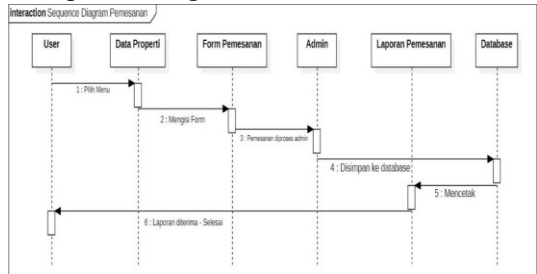 interaction Sequence Diagram Pemesanan
User
Data Properti
Form Pemesanan
Admin
Laporan Pemesanan
Database
1 : Pilih Menu
2 : Mengisi Form
3 : Pemesanan diproses admin
4 : Disimpan ke database
5 : Mencetak
6 : Laporan diterima - Selesai